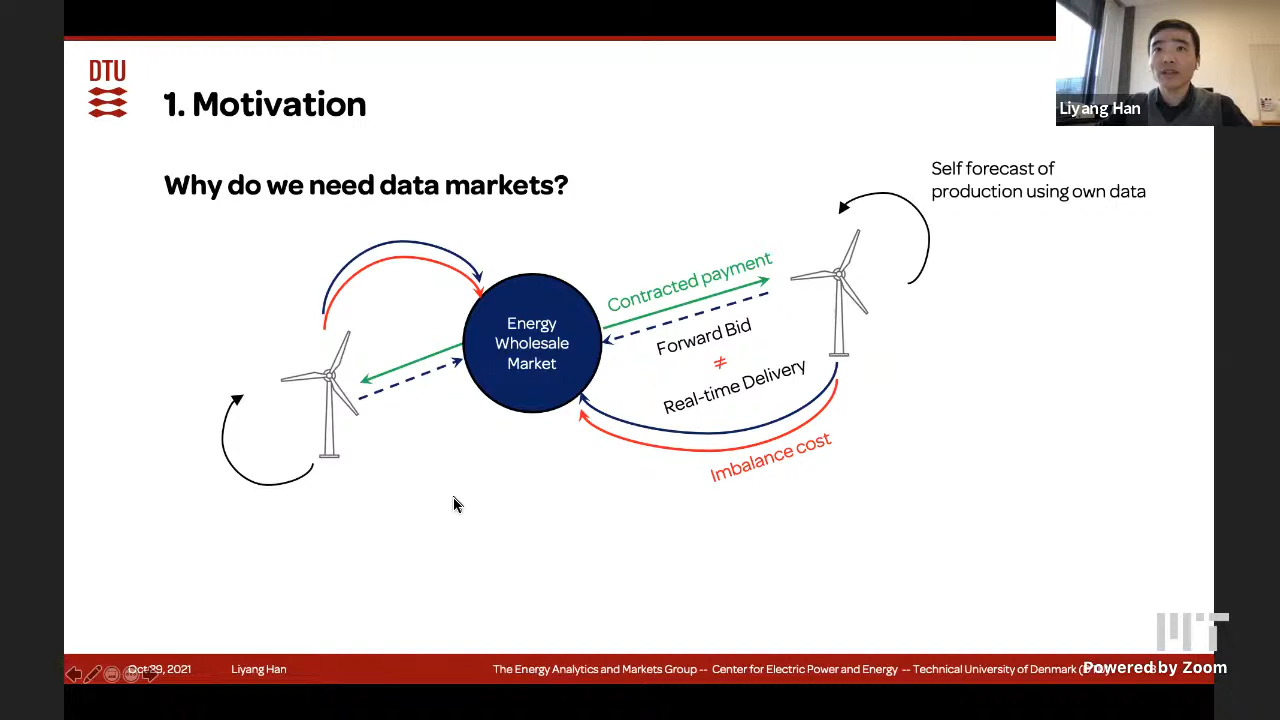 DTU
1. Motivation
Liyang Han
Why do we need data markets?
Self forecast of
production using own data
Contracted payment
Energy
Wholesale
Market
Forward Bid
≠
Real-time Delivery
Imbalance cost
MIT
Powered by Zoom
Oct 29, 2021
Liyang Han
The Energy Analytics and Markets Group -- Center for Electric Power and Energy -- Technical University of Denmark